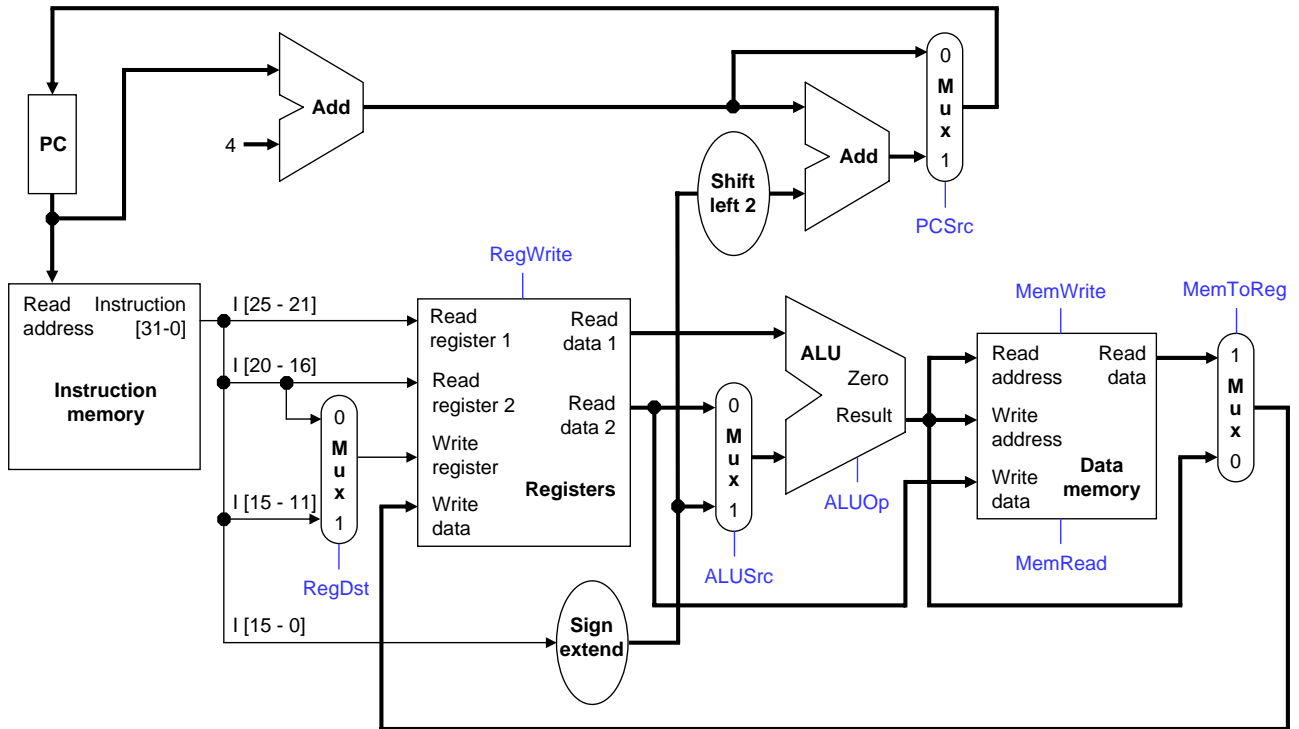 PC
4
Add
Shift
left 2
Add
0
M
u
x
1
PCSrc
Read
address
Instruction
[31-0]
Instruction
memory
I [25 - 21]
I [20 - 16]
I [15 - 11]
I [15 - 0]
0
M
u
x
1
RegDst
RegWrite
Read
register 1
Read
register 2
Write
register
Write
data
Read
data 1
Read
data 2
Registers
Sign
extend
0
M
u
x
1
ALUSrc
ALU
Zero
Result
ALUOp
MemWrite
Read
address
Write
address
Write
data
Read
data
Data
memory
MemRead
MemToReg
1
M
u
x
0